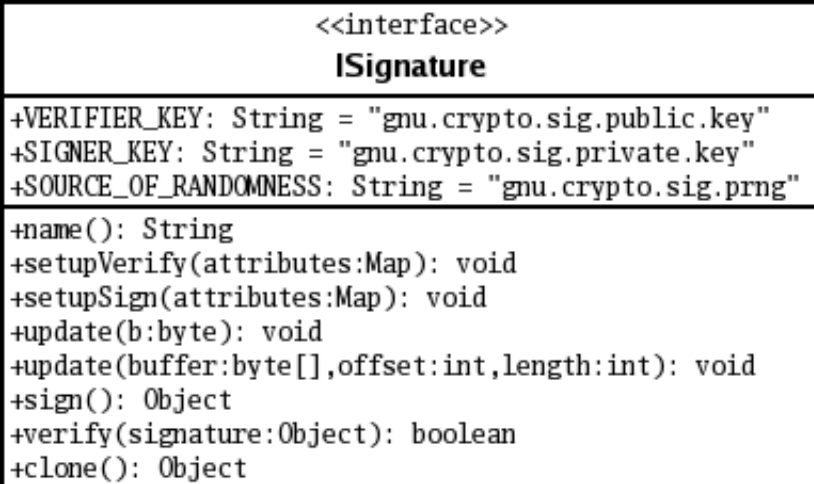 <<interface>>
ISignature
+VERIFIER_KEY: String = "gnu.crypto.sig.public.key"
+SIGNER_KEY: String = "gnu.crypto.sig.private.key"
+SOURCE_OF_RANDOMNESS: String = "gnu.crypto.sig.prng"
+name(): String
+setupVerify(attributes:Map): void
+setupSign(attributes:Map): void
+update(b:byte): void
+update(buffer:byte[],offset:int,length:int): void
+sign(): Object
+verify(signature:Object): boolean
+clone(): Object